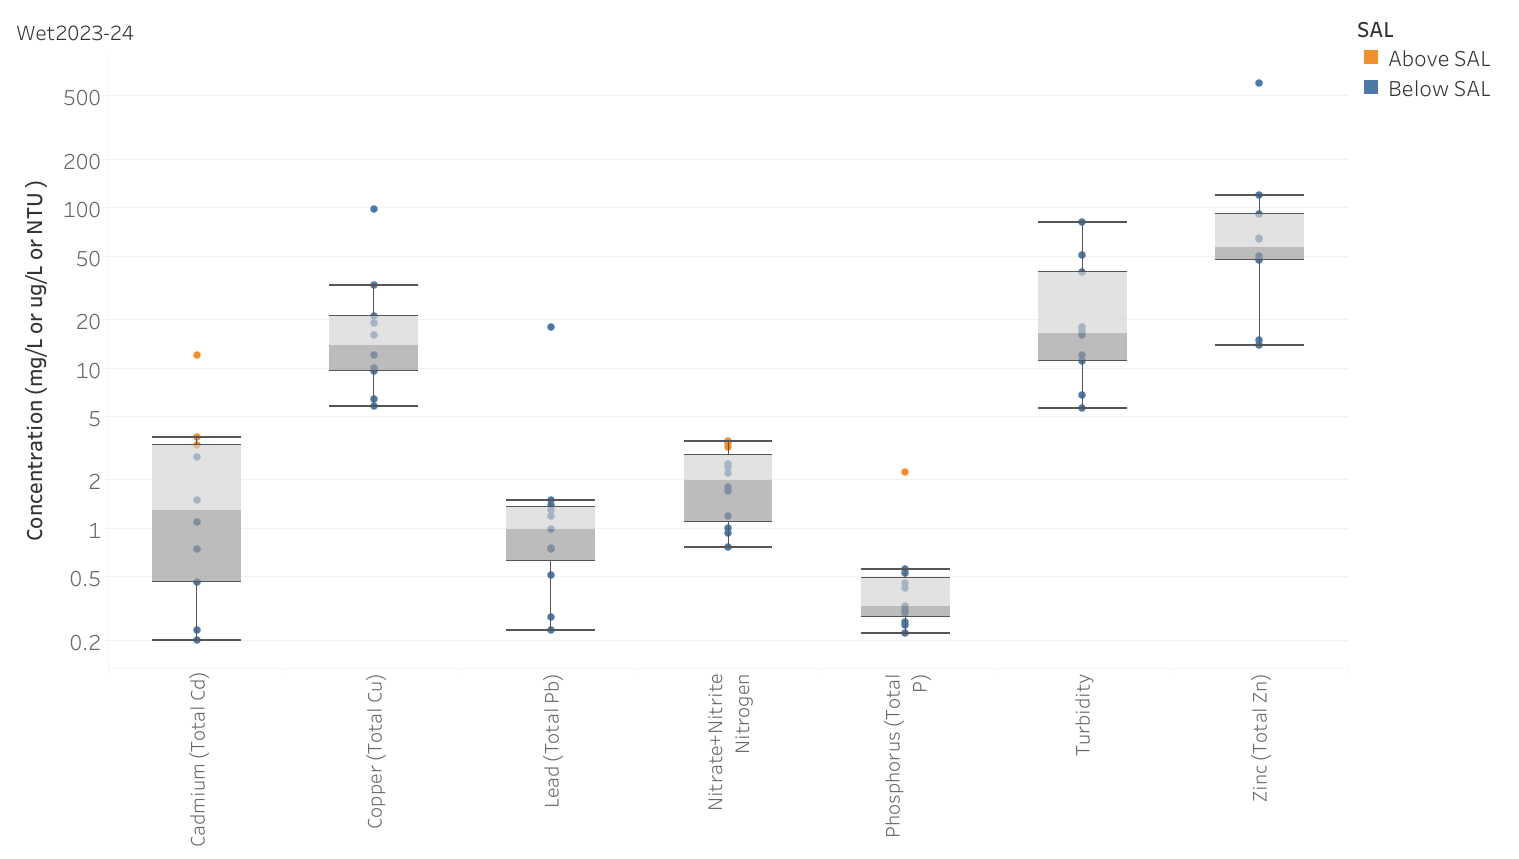 Wet2023-24
SAL
Above SAL
Below SAL
Concentration (mg/L or ug/L or NTU )
500
200
100
50
20
10
5
2
1
0.5
0.2
Cadmium (Total Cd)
Copper (Total Cu)
Lead (Total Pb)
Nitrate+Nitrite
Nitrogen
Phosphorus (Total
P)
Turbidity
Zinc (Total Zn)